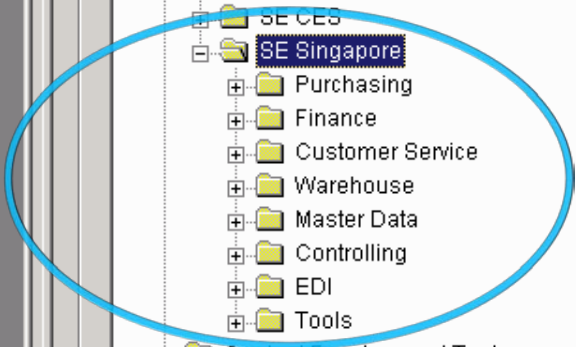 SE CES
SE Singapore
Purchasing
Finance
Customer Service
Warehouse
Master Data
Controlling
EDI
Tools